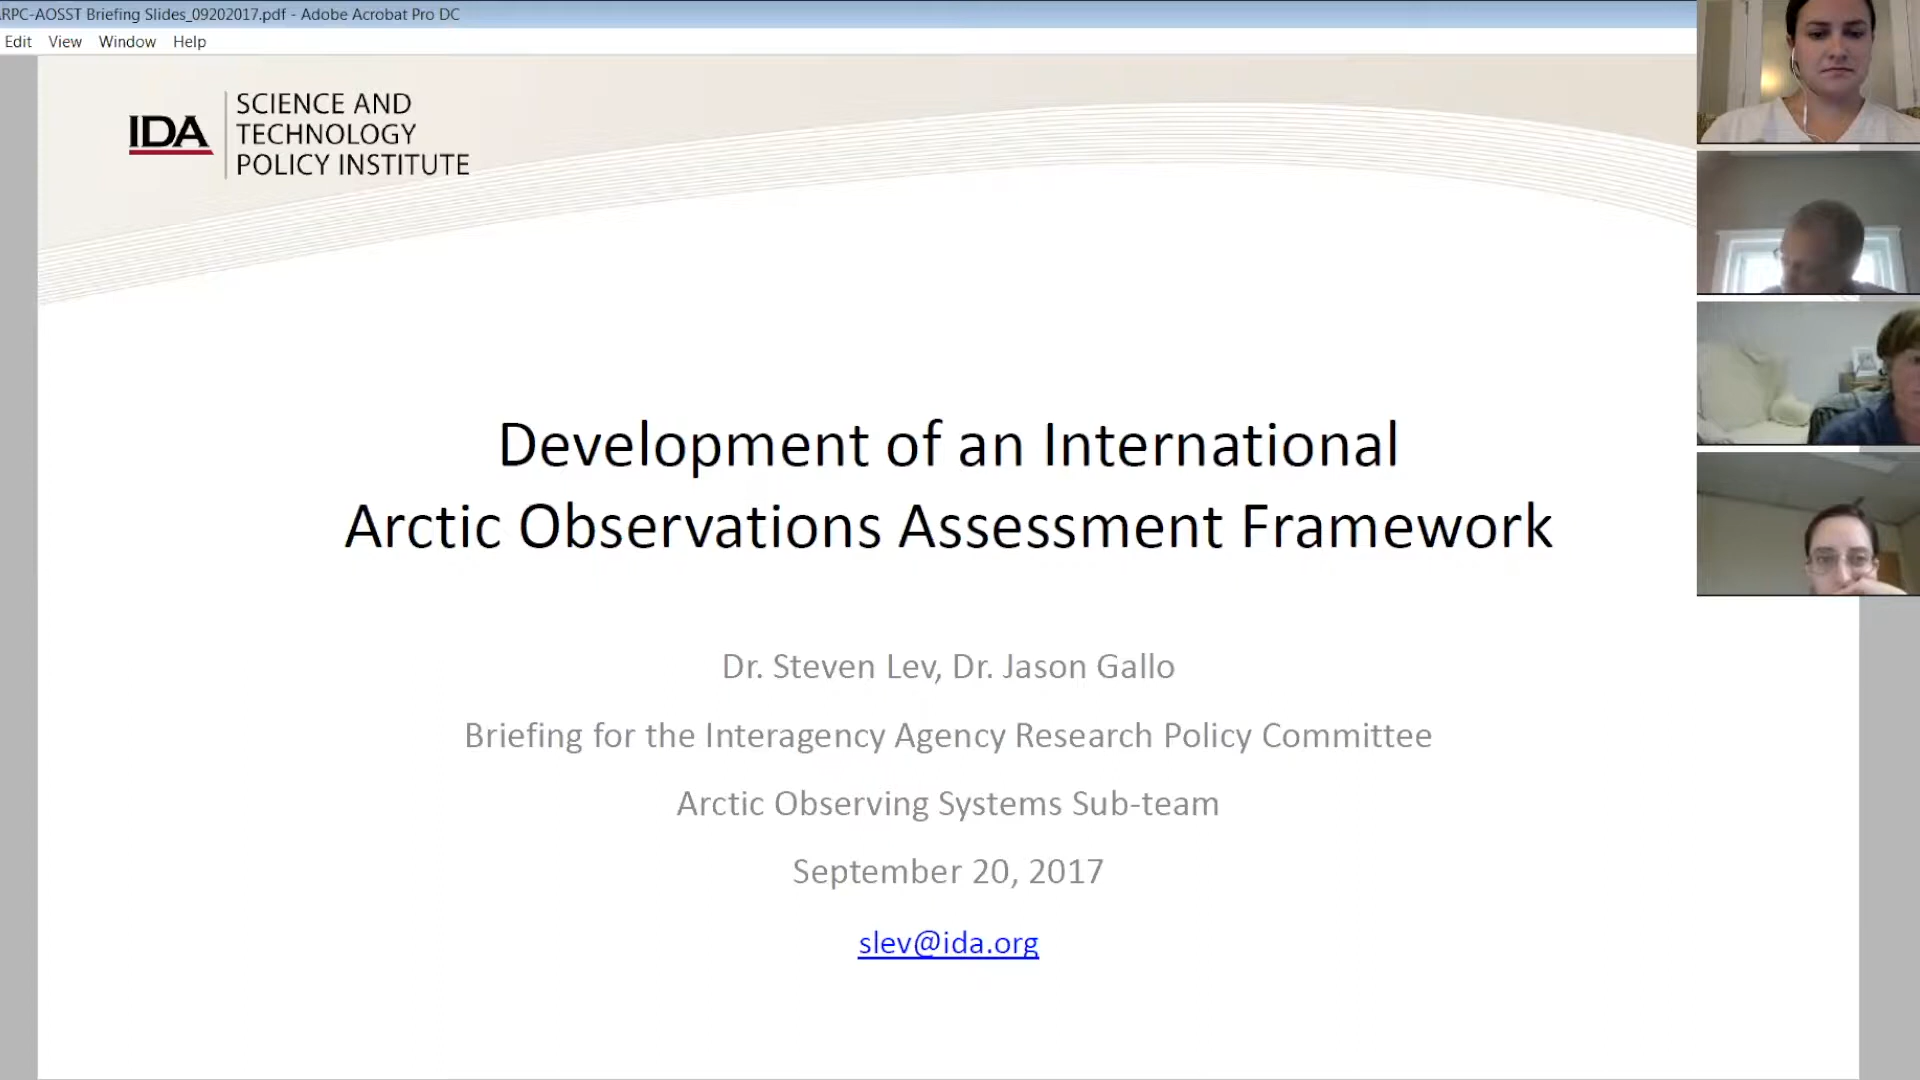 RPC-AOSST Briefing Slides_09202017.pdf - Adobe Acrobat Pro DC
Edit View Window Help
IDA
SCIENCE AND
TECHNOLOGY
POLICY INSTITUTE
Development of an International
Arctic Observations Assessment Framework
Dr. Steven Lev, Dr. Jason Gallo
Briefing for the Interagency Agency Research Policy Committee
Arctic Observing Systems Sub-team
September 20, 2017
slev@ida.org